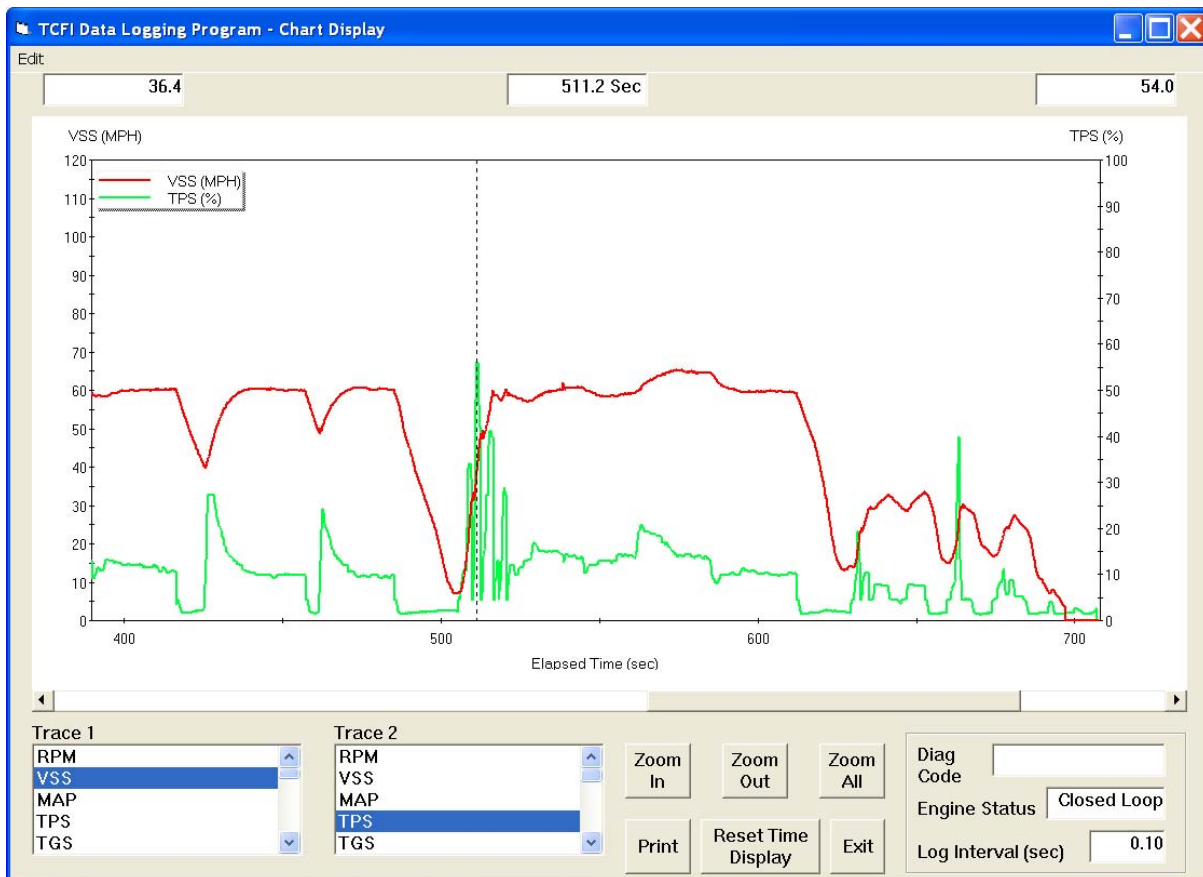 TCFI Data Logging Program - Chart Display
Edit
36.4
511.2 Sec
54.0
VSS (MPH)
TPS (%)
VSS (MPH)
TPS (%)
120
110
100
90
80
70
60
50
40
30
20
10
0
100
90
80
70
60
50
40
30
20
10
0
400
500
600
700
Elapsed Time (sec)
Trace 1
RPM
VSS
MAP
TPS
TGS
Trace 2
RPM
VSS
MAP
TPS
TGS
Zoom
In
Zoom
Out
Zoom
All
Print
Reset Time
Display
Exit
Diag
Code
Engine Status Closed Loop
Log Interval (sec) 0.10